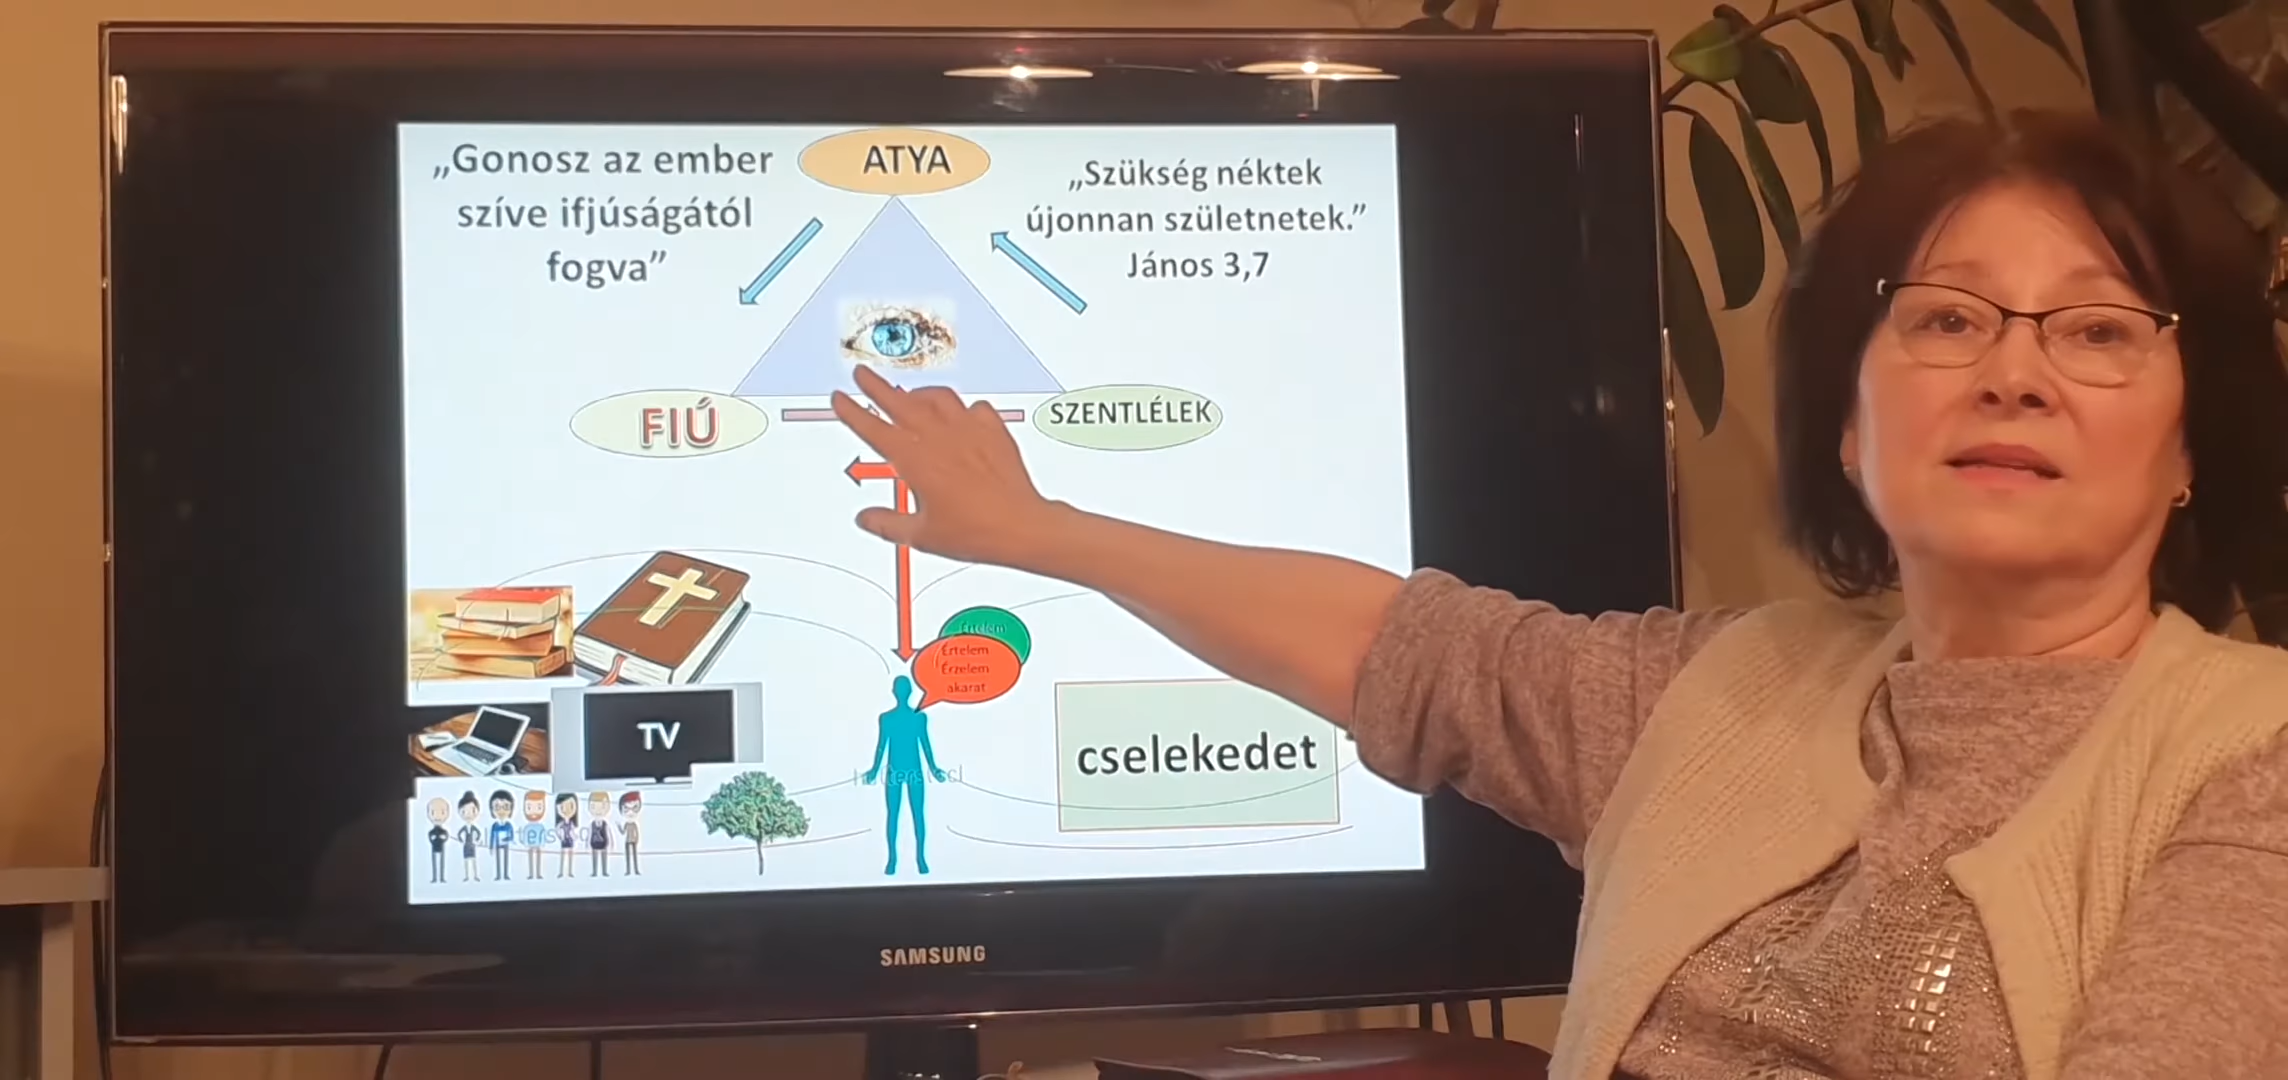 „Gonosz az ember
szíve ifjúságától
fogva”
ATYA
„Szükség néktek
újonnan születnetek.”
János 3,7
FIÚ
SZENTLÉLEK
Értelem
Értelem
Érzelem
akarat
TV
cselekedet
SAMSUNG